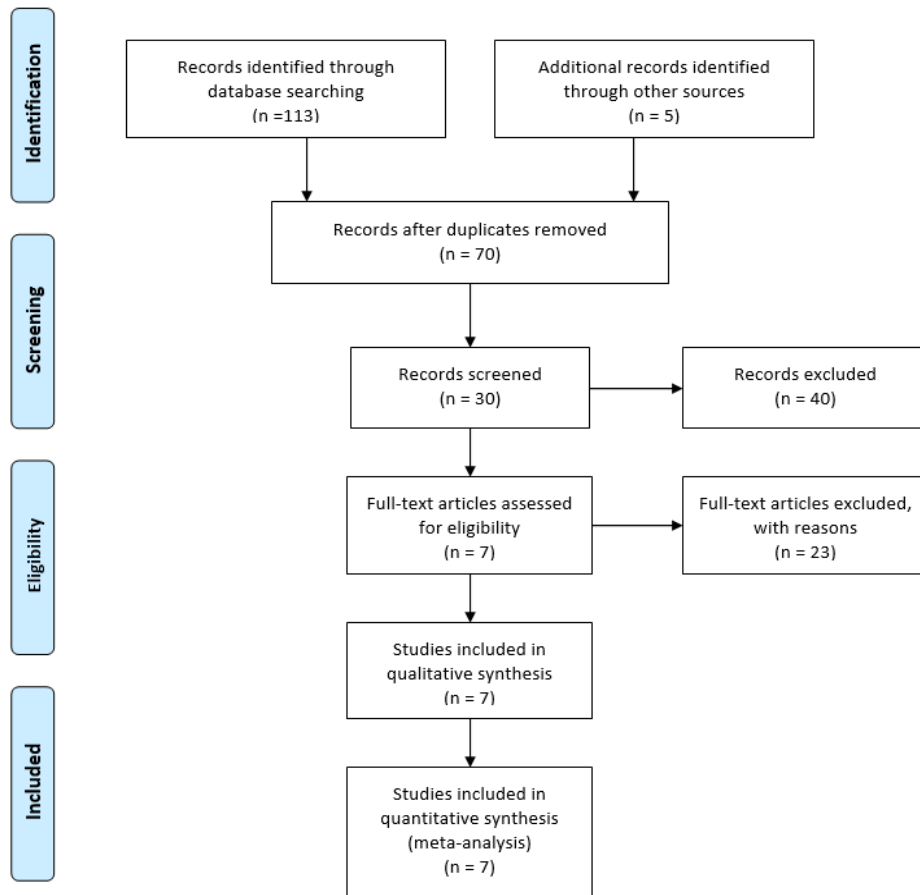 Identification
Records identified through
database searching
(n =113)
Additional records identified
through other sources
(n = 5)
Records after duplicates removed
(n = 70)
Screening
Records screened
(n = 30)
Records excluded
(n = 40)
Eligibility
Full-text articles assessed
for eligibility
(n = 7)
Full-text articles excluded,
with reasons
(n = 23)
Studies included in
qualitative synthesis
(n = 7)
Included
Studies included in
quantitative synthesis
(meta-analysis)
(n = 7)